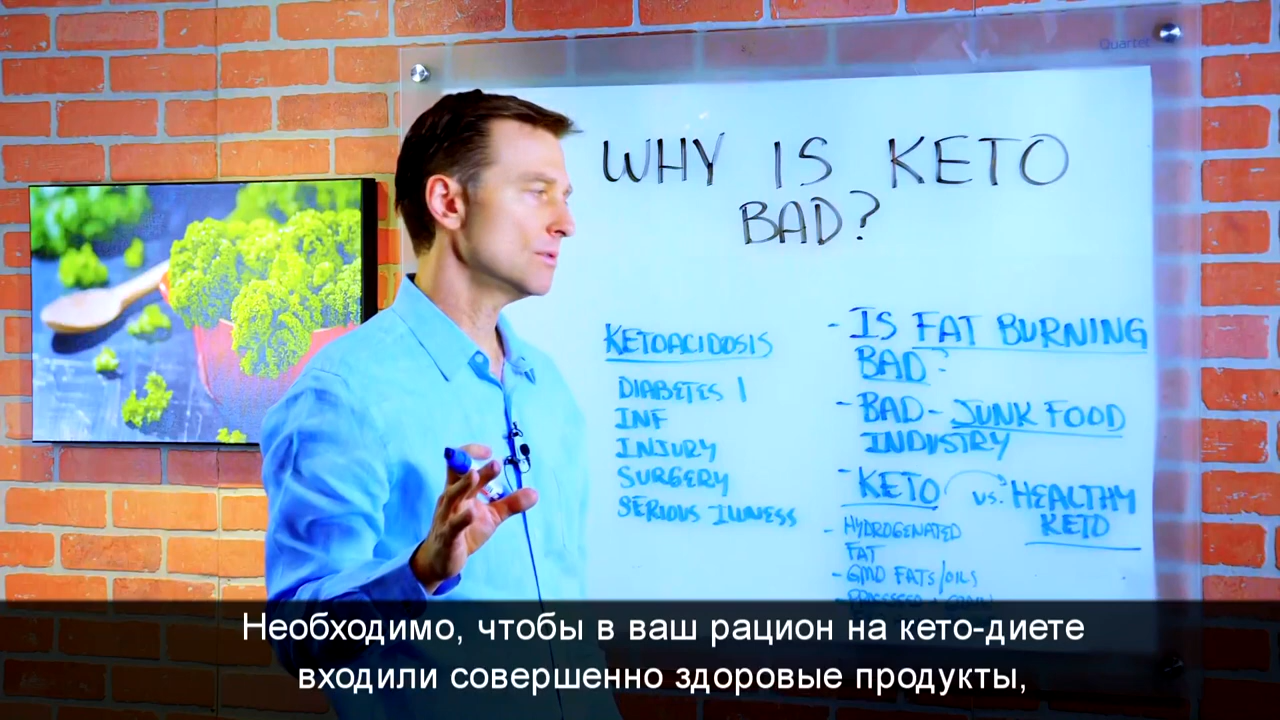 Quartet
WHY IS KETO
BAD?
KETOACIDOSIS
DIABETES 1
INF
INJURY
SURGERY
SERIOUS ILLNESS
- IS FAT BURNING
BAD?
- BAD - JUNK FOOD
INDUSTRY
- KETO vs. HEALTHY
KETO
- HYDROGENATED
FAT
- GMO FATS/OILS
Необходимо, чтобы в ваш рацион на кето-диете
входили совершенно здоровые продукты,